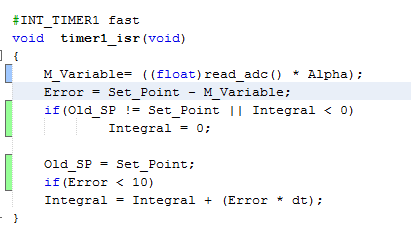 #INT_TIMER1 fast
void timer1_isr(void)
{
M_Variable= ((float)read_adc() * Alpha);
Error = Set_Point - M_Variable;
if(Old_SP != Set_Point || Integral < 0)
Integral = 0;
Old_SP = Set_Point;
if(Error < 10)
Integral = Integral + (Error * dt);
}